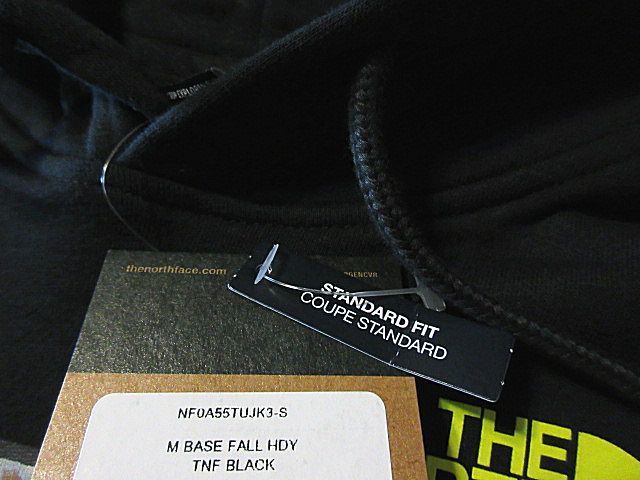 thenorthface.com
STANDARD FIT
COUPE STANDARD
NF0A55TUJK3-S
M BASE FALL HDY
TNF BLACK
THE